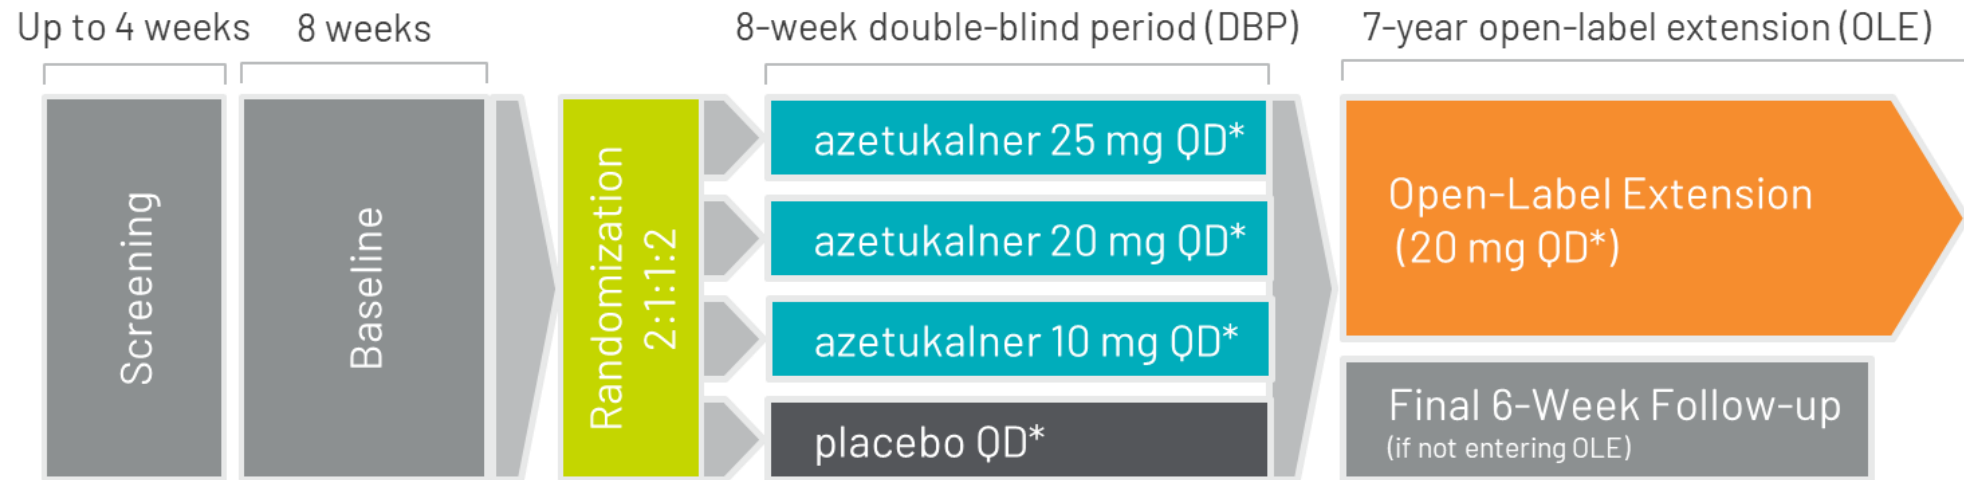 Up to 4 weeks
8 weeks
8-week double-blind period (DBP)
7-year open-label extension (OLE)
Screening
Baseline
Randomization
2:1:1:2
azetukalner 25 mg QD*
azetukalner 20 mg QD*
azetukalner 10 mg QD*
placebo QD*
Open-Label Extension
(20 mg QD*)
Final 6-Week Follow-up
(if not entering OLE)